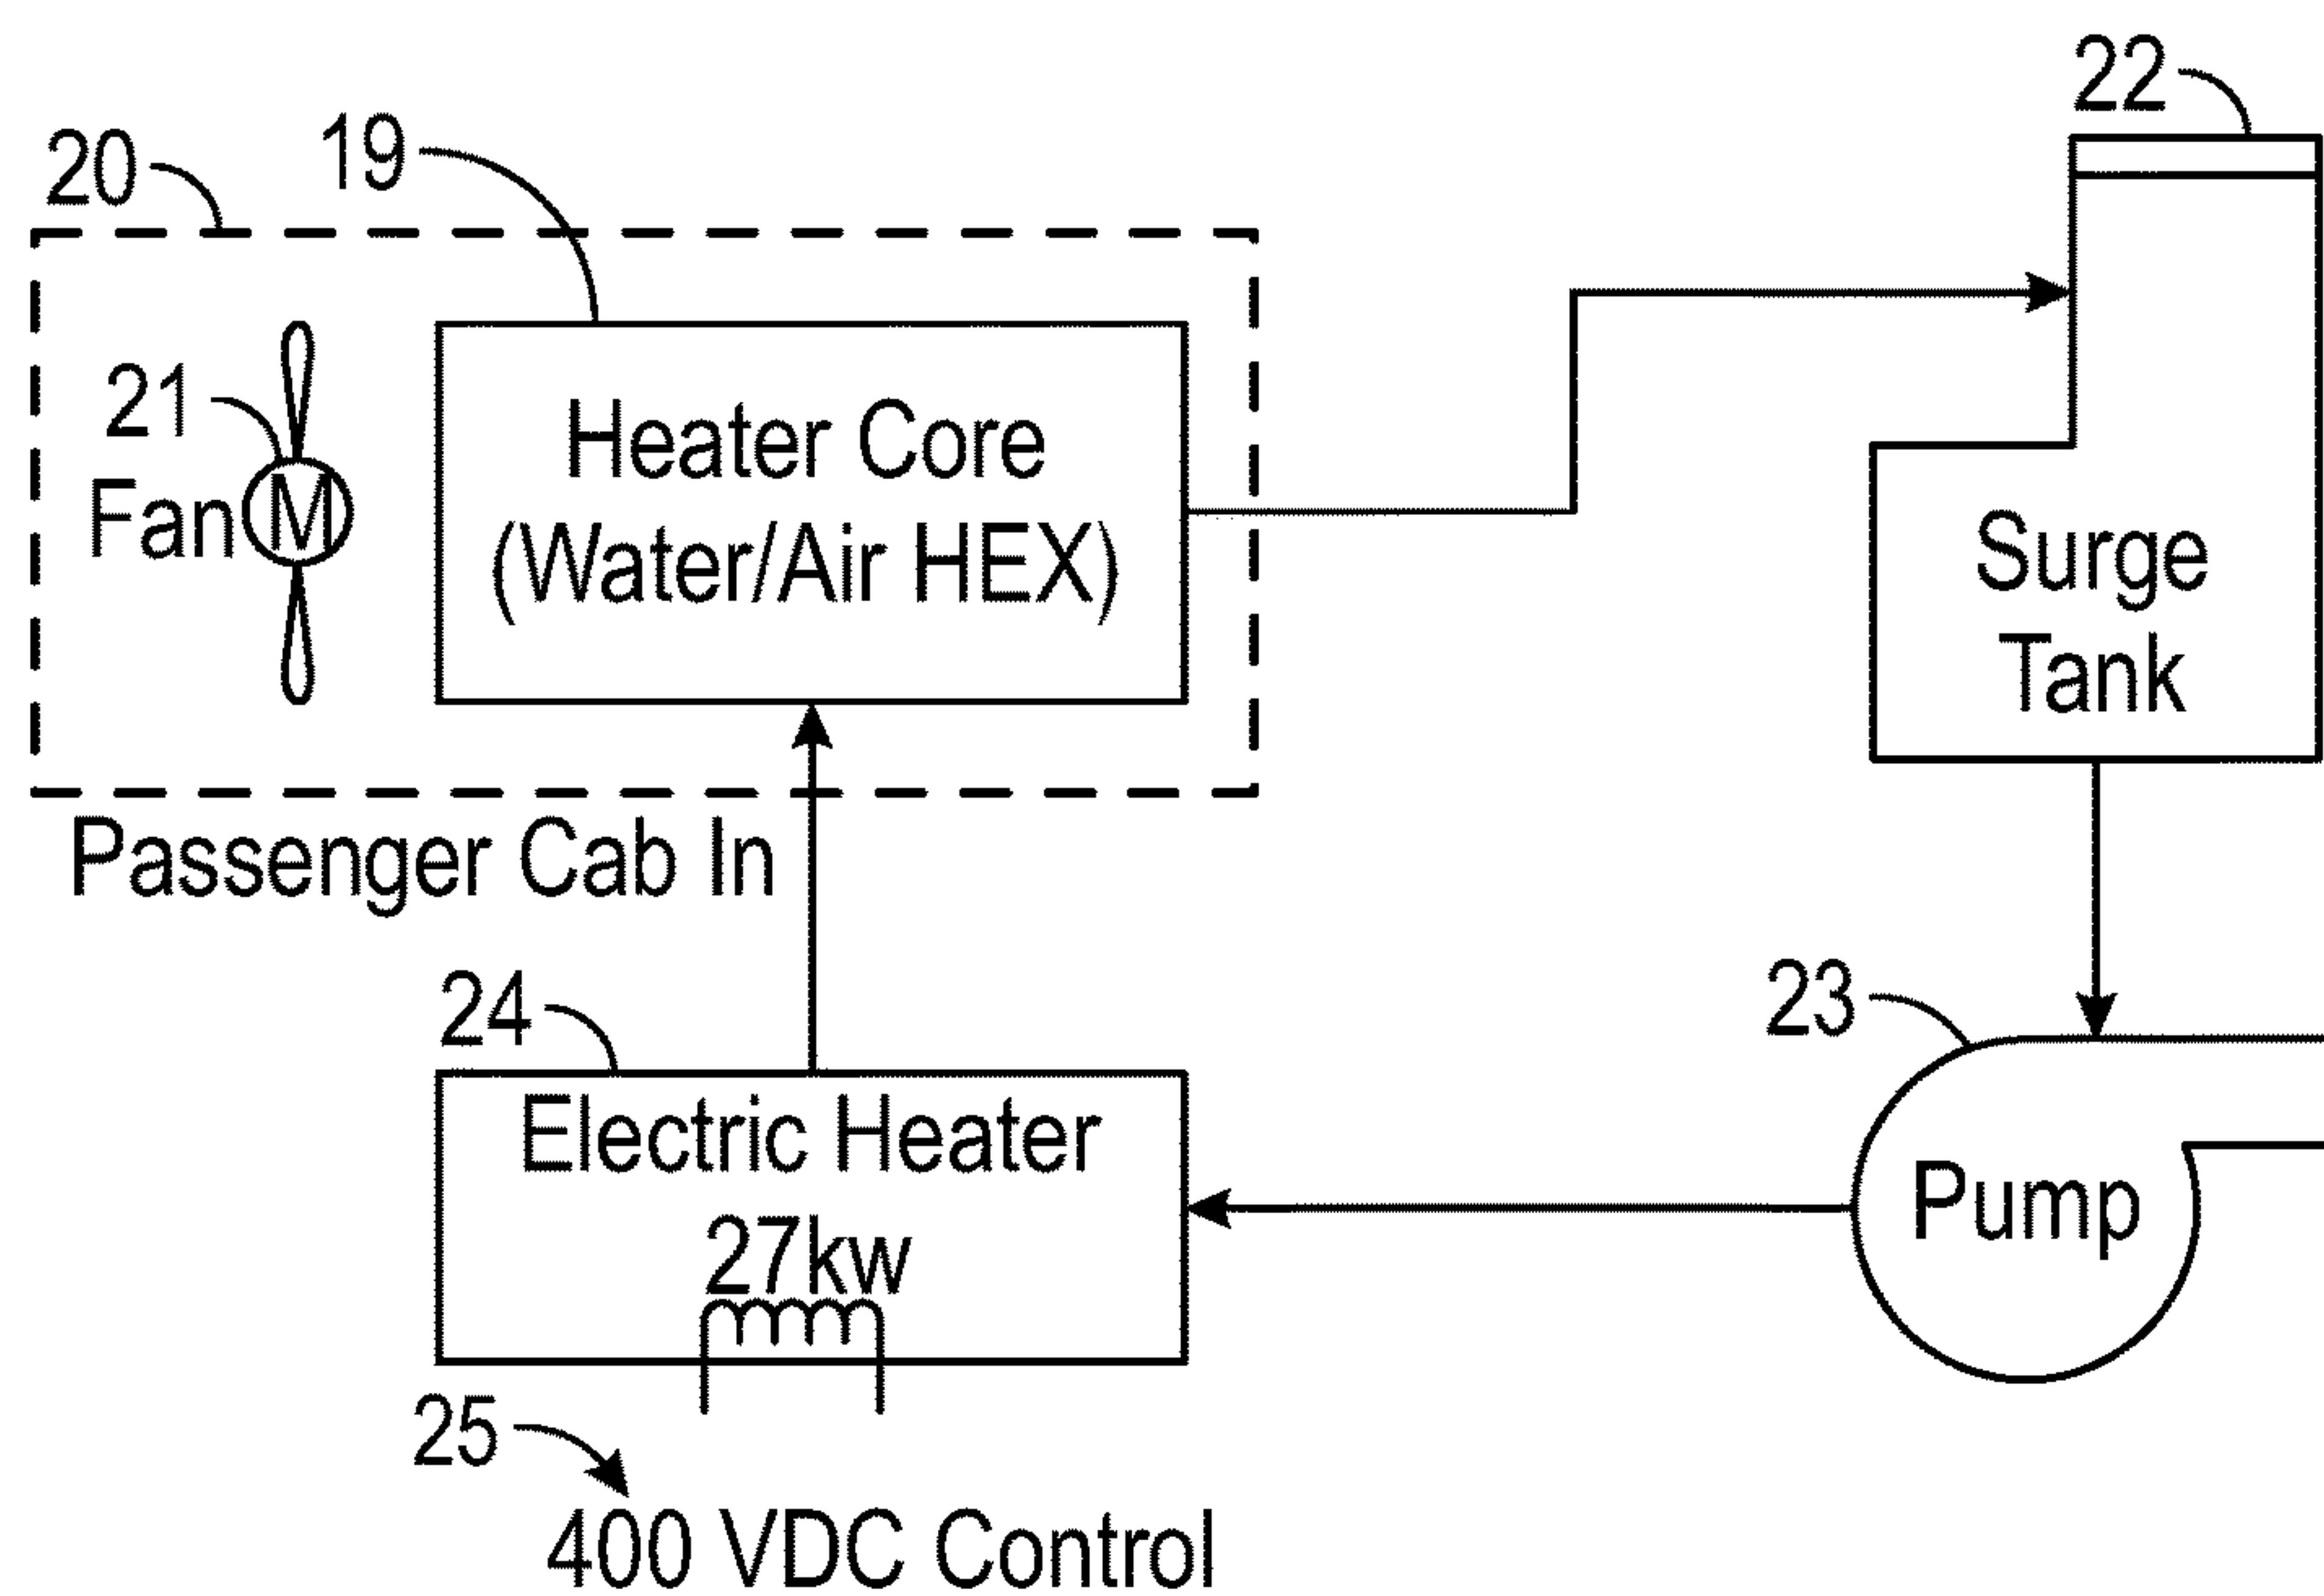 22
19
20
21
Fan M
Heater Core
(Water/Air HEX)
Surge
Tank
Passenger Cab In
23
24
Electric Heater
27kw
Pump
25
400 VDC Control